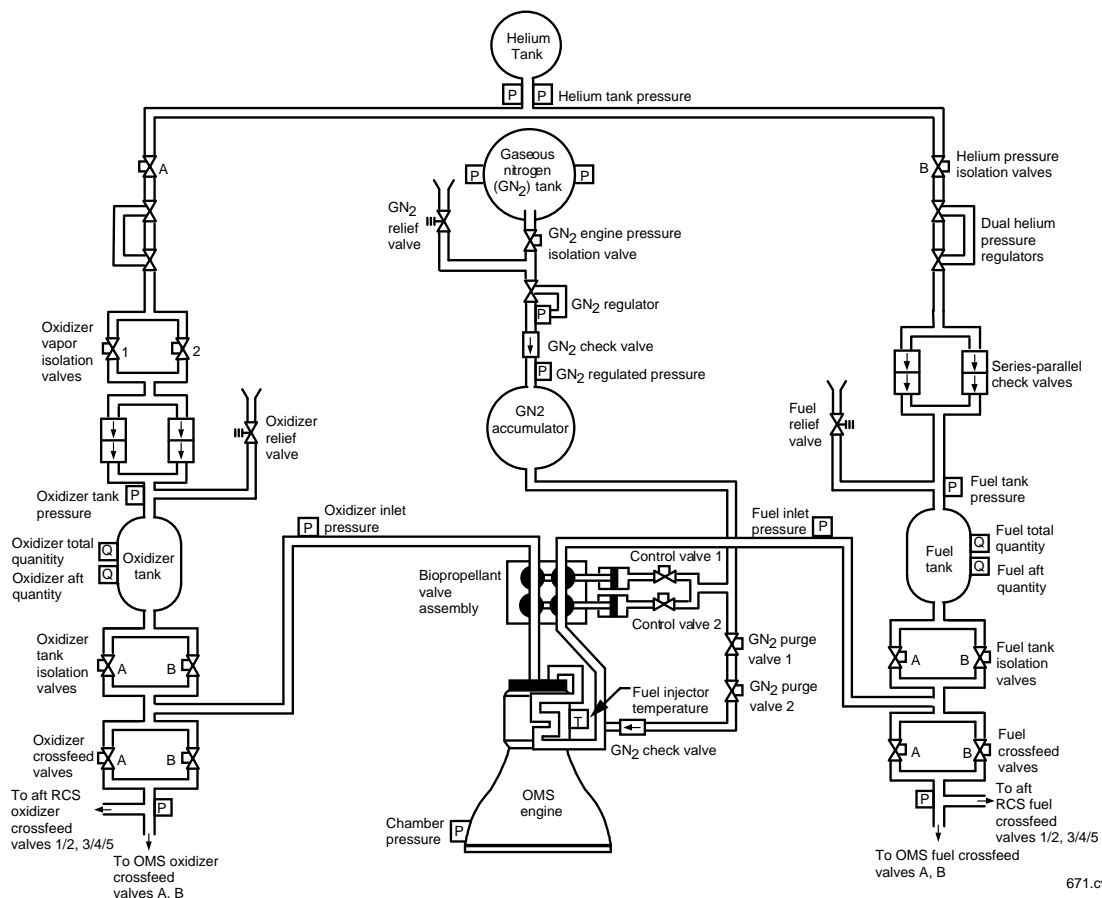 Helium
Tank
P
P
Helium tank pressure
A
B
Helium pressure
isolation valves
Gaseous
nitrogen
(GN2) tank
P
P
GN2
relief
valve
GN2 engine pressure
isolation valve
Dual helium
pressure
regulators
GN2 regulator
P
Oxidizer
vapor
isolation
valves
1
2
GN2 check valve
P
GN2 regulated pressure
Series-parallel
check valves
GN2
accumulator
Oxidizer
relief
valve
Fuel
relief
valve
Oxidizer tank
pressure
P
P
Fuel tank
pressure
P
Oxidizer inlet
pressure
Fuel inlet
pressure
P
Oxidizer total
quanitity
Oxidizer aft
quantity
Q
Q
Oxidizer
tank
Biopropellant
valve
assembly
Control valve 1
Control valve 2
Fuel
tank
Q
Q
Fuel total
quantity
Fuel aft
quantity
Oxidizer
tank
isolation
valves
A
B
GN2 purge
valve 1
GN2 purge
valve 2
A
B
Fuel tank
isolation
valves
Fuel injector
temperature
T
GN2 check valve
Oxidizer
crossfeed
valves
A
B
A
B
Fuel
crossfeed
valves
To aft RCS
oxidizer
crossfeed
valves 1/2, 3/4/5
P
OMS
engine
Chamber
pressure
P
P
To aft
RCS fuel
crossfeed
valves 1/2, 3/4/5
To OMS oxidizer
crossfeed
valves A, B
To OMS fuel crossfeed
valves A, B